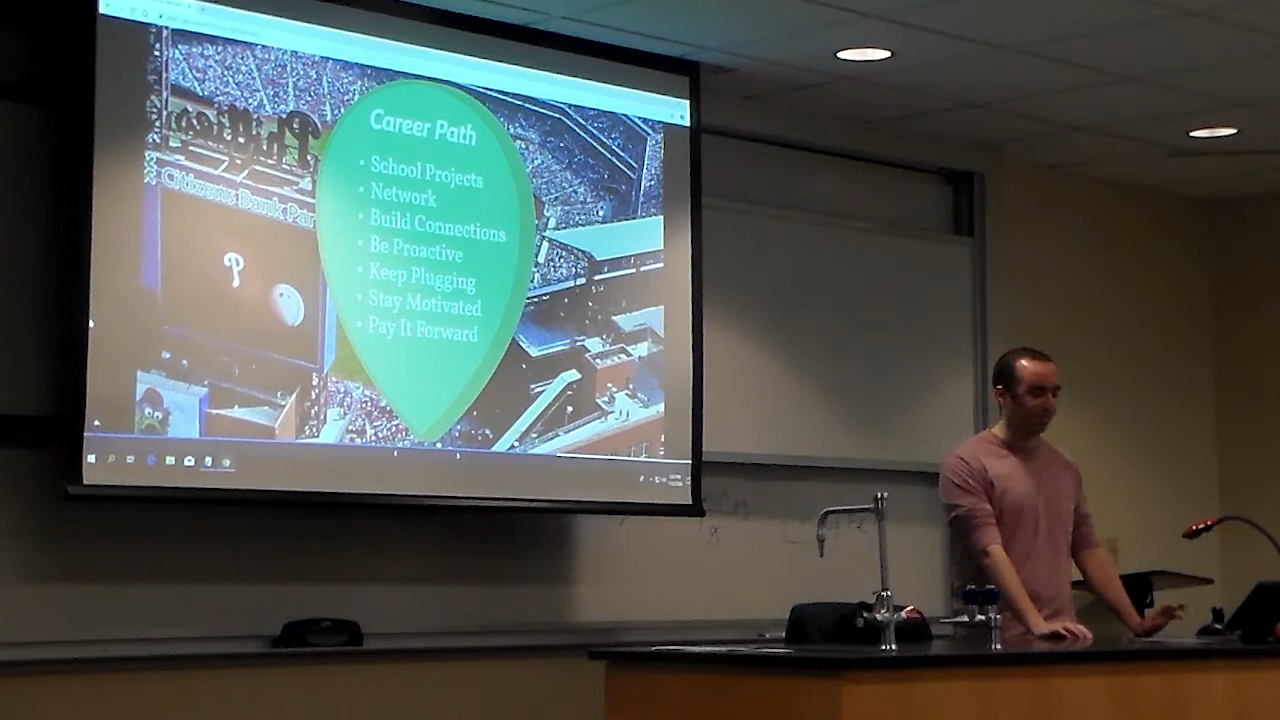 Career Path
• School Projects
• Network
• Build Connections
• Be Proactive
• Keep Plugging
• Stay Motivated
• Pay It Forward
Phillies
Citizens Bank Par
P